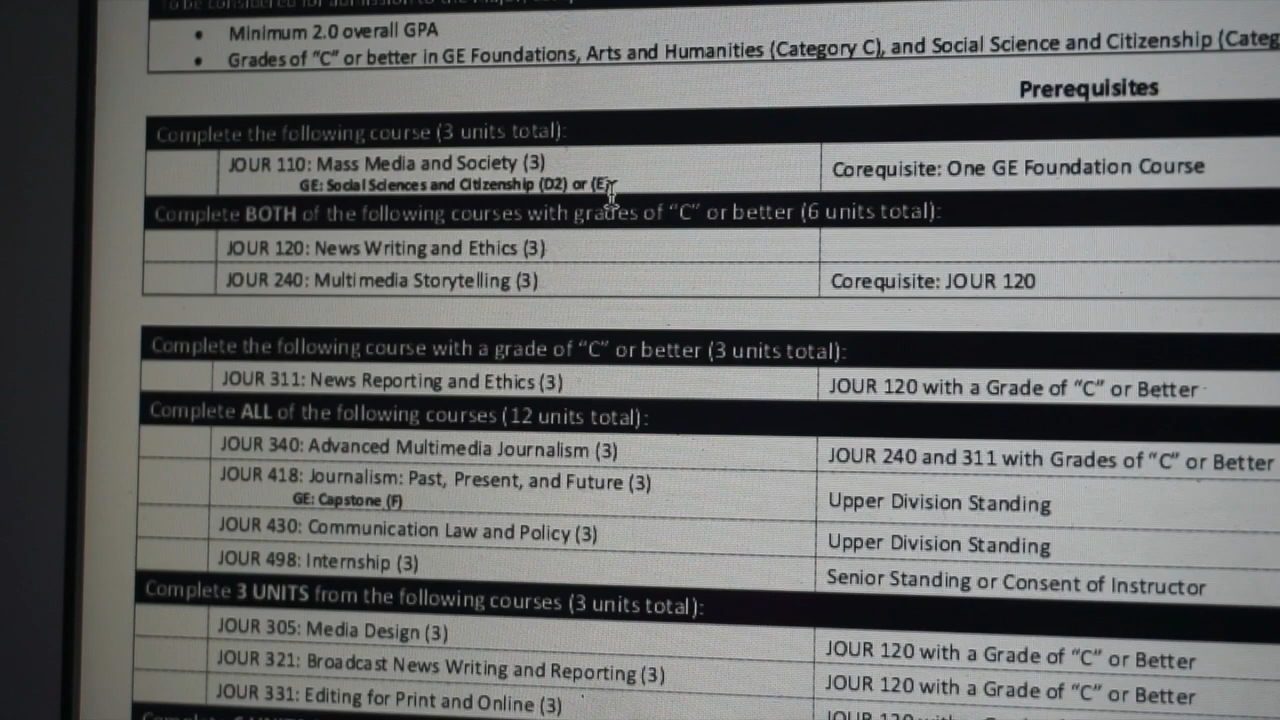 Minimum 2.0 overall GPA
Grades of "C" or better in GE Foundations, Arts and Humanities (Category C), and Social Science and Citizenship (Categ
Prerequisites
Complete the following course (3 units total):
JOUR 110: Mass Media and Society (3)
Corequisite: One GE Foundation Course
GE: Social Sciences and Citizenship (D2) or (E)
Complete BOTH of the following courses with grades of "C" or better (6 units total):
JOUR 120: News Writing and Ethics (3)
JOUR 240: Multimedia Storytelling (3)
Corequisite: JOUR 120
Complete the following course with a grade of "C" or better (3 units total):
JOUR 311: News Reporting and Ethics (3)
JOUR 120 with a Grade of "C" or Better
Complete ALL of the following courses (12 units total):
JOUR 340: Advanced Multimedia Journalism (3)
JOUR 240 and 311 with Grades of "C" or Better
JOUR 418: Journalism: Past, Present, and Future (3)
GE: Capstone (F)
Upper Division Standing
JOUR 430: Communication Law and Policy (3)
Upper Division Standing
JOUR 498: Internship (3)
Senior Standing or Consent of Instructor
Complete 3 UNITS from the following courses (3 units total):
JOUR 305: Media Design (3)
JOUR 120 with a Grade of "C" or Better
JOUR 321: Broadcast News Writing and Reporting (3)
JOUR 120 with a Grade of "C" or Better
JOUR 331: Editing for Print and Online (3)